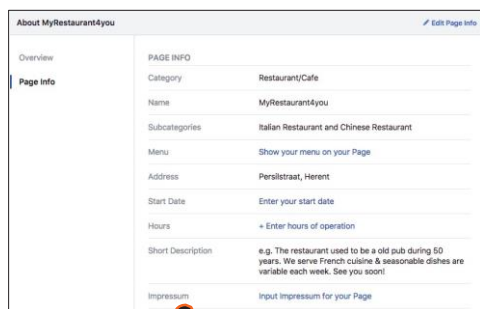 About MyRestaurant4you
Edit Page Info
Overview
Page Info
PAGE INFO
Category Restaurant/Cafe
Name MyRestaurant4you
Subcategories Italian Restaurant and Chinese Restaurant
Menu Show your menu on your Page
Address Persilstraat, Herent
Start Date Enter your start date
Hours + Enter hours of operation
Short Description e.g. The restaurant used to be a old pub during 50
years. We serve French cuisine & seasonable dishes are
variable each week. See you soon!
Impressum Input Impressum for your Page